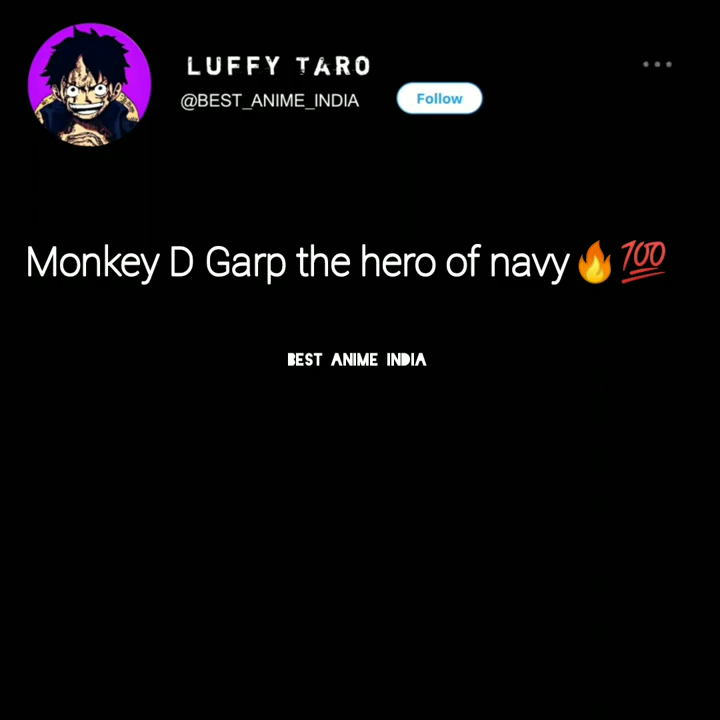 LUFFY TARO
@BEST_ANIME_INDIA
Follow
Monkey D Garp the hero of navy🔥💯
BEST ANIME INDIA